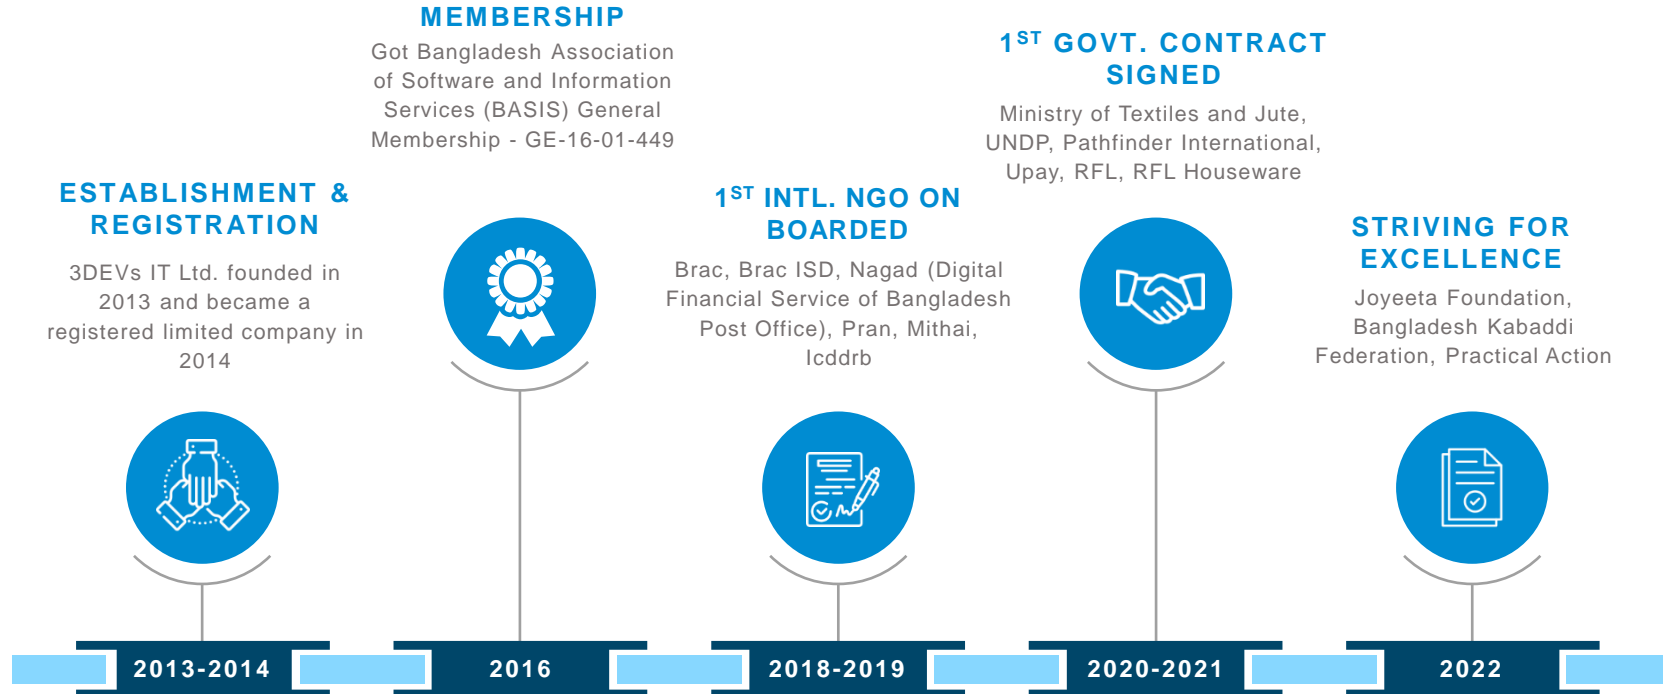 ESTABLISHMENT &
REGISTRATION
3DEVs IT Ltd. founded in
2013 and became a
registered limited company in
2014
MEMBERSHIP
Got Bangladesh Association
of Software and Information
Services (BASIS) General
Membership - GE-16-01-449
1ST INTL. NGO ON
BOARDED
Brac, Brac ISD, Nagad (Digital
Financial Service of Bangladesh
Post Office), Pran, Mithai,
Icddrb
1ST GOVT. CONTRACT
SIGNED
Ministry of Textiles and Jute,
UNDP, Pathfinder International,
Upay, RFL, RFL Houseware
STRIVING FOR
EXCELLENCE
Joyeeta Foundation,
Bangladesh Kabaddi
Federation, Practical Action
2013-2014
2016
2018-2019
2020-2021
2022